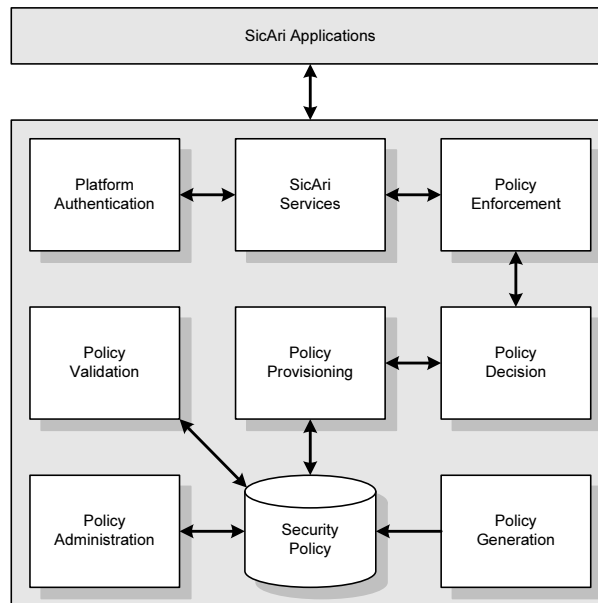 SicAri Applications
Platform
Authentication
SicAri
Services
Policy
Enforcement
Policy
Validation
Policy
Provisioning
Policy
Decision
Policy
Administration
Security
Policy
Policy
Generation